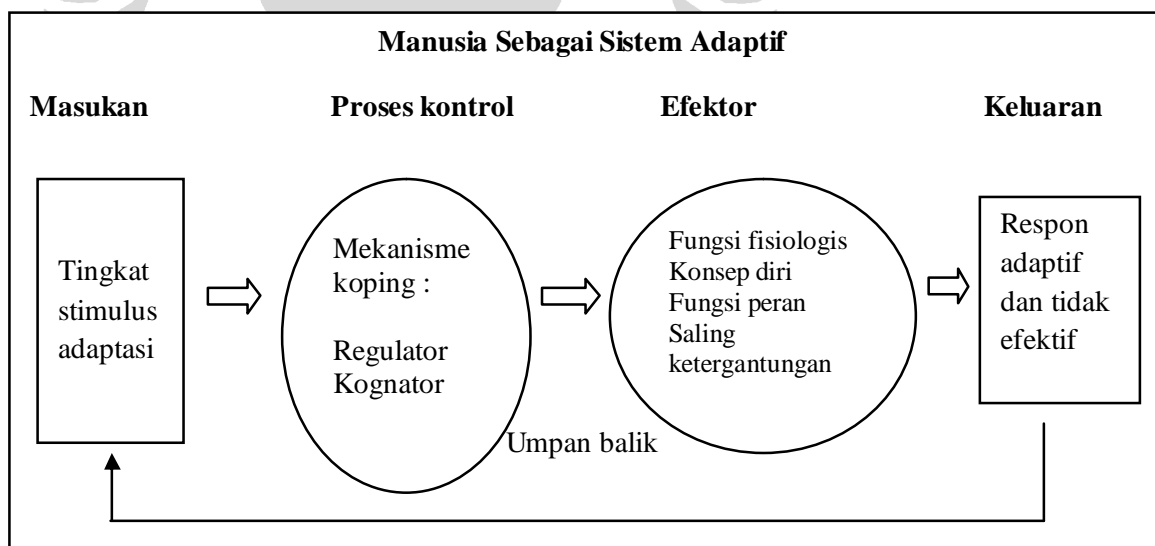 Manusia Sebagai Sistem Adaptif
Masukan
Proses kontrol
Efektor
Keluaran
Tingkat
stimulus
adaptasi
Mekanisme
koping :
Regulator
Kognator
Fungsi fisiologis
Konsep diri
Fungsi peran
Saling
ketergantungan
Respon
adaptif
dan tidak
efektif
Umpan balik